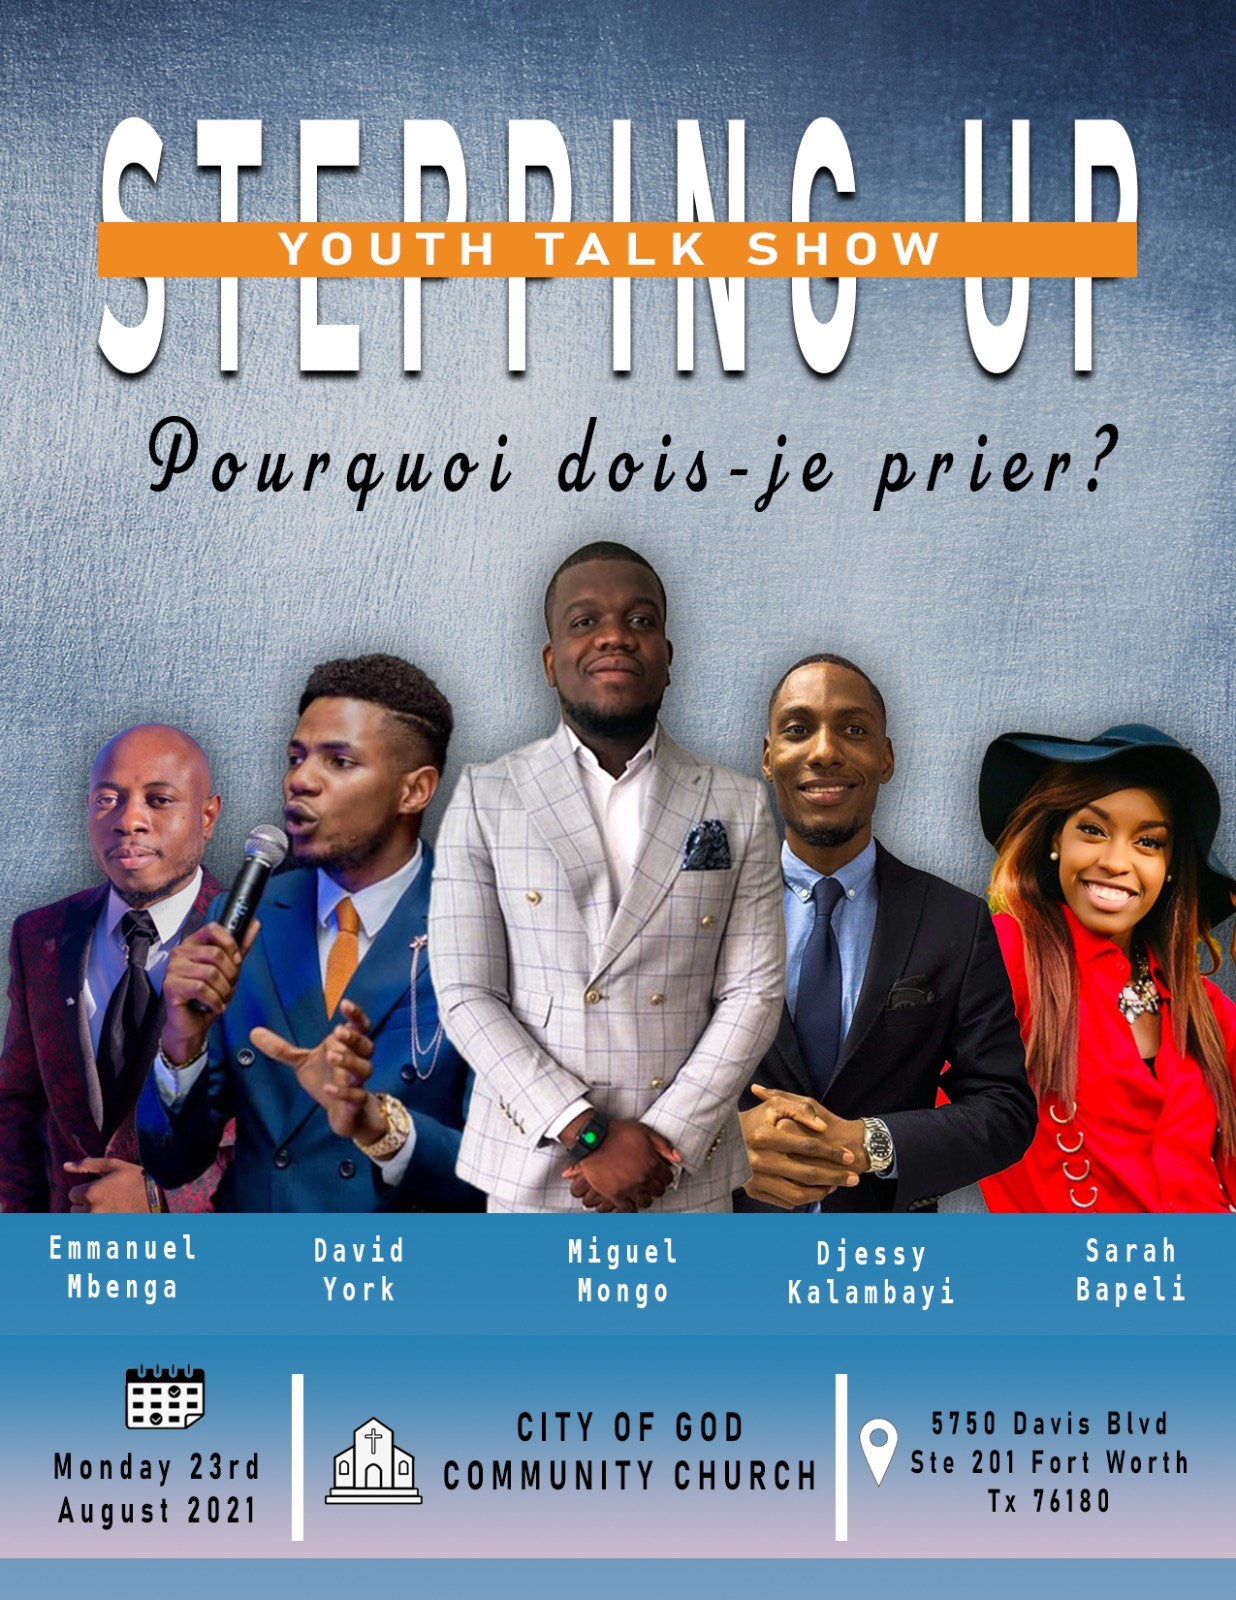 STEPPING UP
YOUTH TALK SHOW
Pourquoi dois-je prier?
Emmanuel
Mbenga
David
York
Miguel
Mongo
Djessy
Kalambayi
Sarah
Bapeli
Monday 23rd
August 2021
CITY OF GOD
COMMUNITY CHURCH
5750 Davis Blvd
Ste 201 Fort Worth
Tx 76180